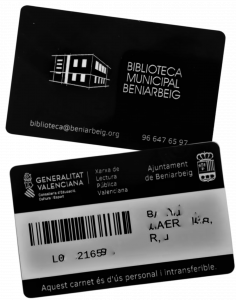 BIBLIOTECA
MUNICIPAL
BENIARBEIG
biblioteca@beniarbeig.org
96 647 65 97
GENERALITAT
VALENCIANA
Xarxa de
Lectura
Pública
Valenciana
Ajuntament
de Beniarbeig
L0
Aquest carnet és d'ús personal i intransferible